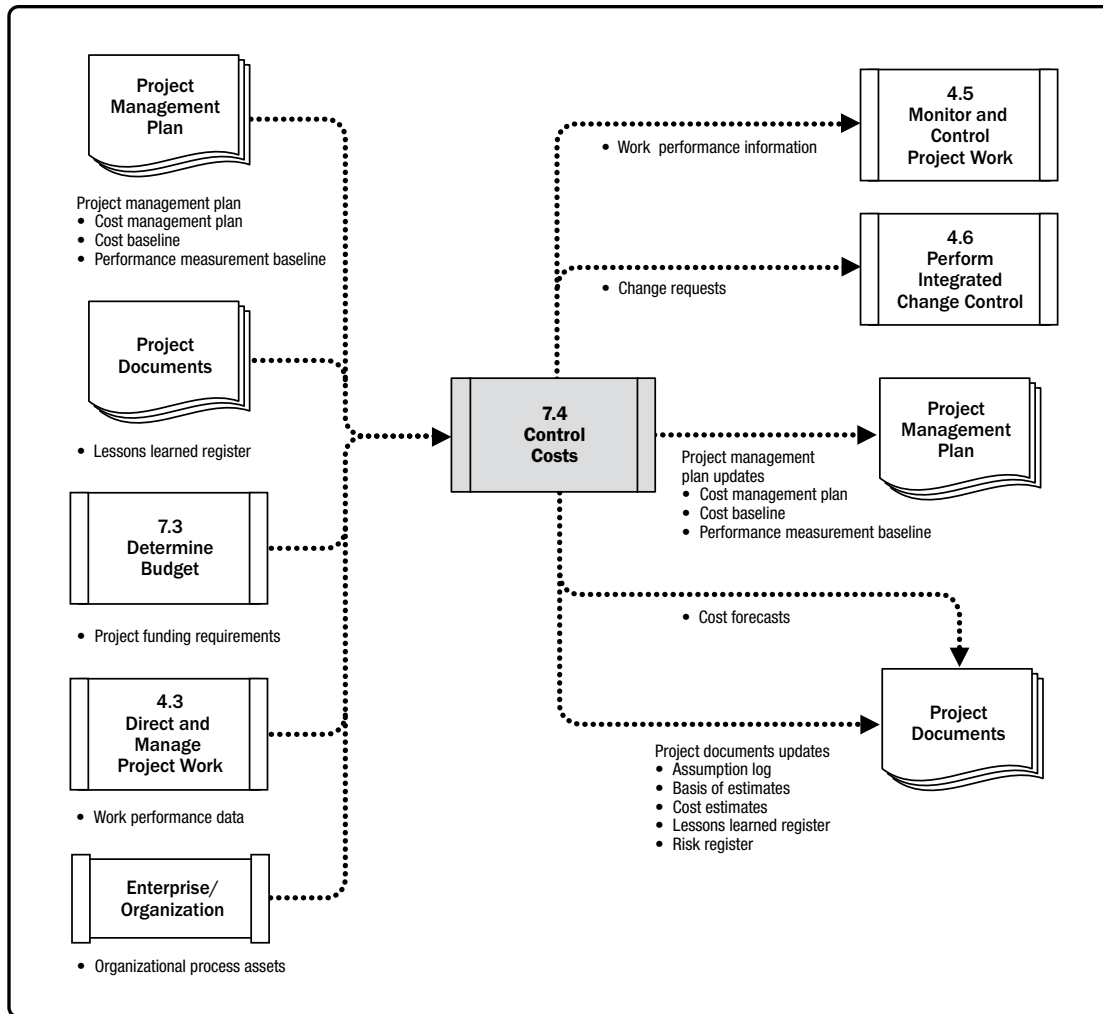 Project
Management
Plan
Project management plan
• Cost management plan
• Cost baseline
• Performance measurement baseline
Project
Documents
• Lessons learned register
7.3
Determine
Budget
• Project funding requirements
4.3
Direct and
Manage
Project Work
• Work performance data
Enterprise/
Organization
• Organizational process assets
7.4
Control
Costs
• Work performance information
4.5
Monitor and
Control
Project Work
• Change requests
4.6
Perform
Integrated
Change Control
Project management
plan updates
• Cost management plan
• Cost baseline
• Performance measurement baseline
Project
Management
Plan
• Cost forecasts
Project documents updates
• Assumption log
• Basis of estimates
• Cost estimates
• Lessons learned register
• Risk register
Project
Documents